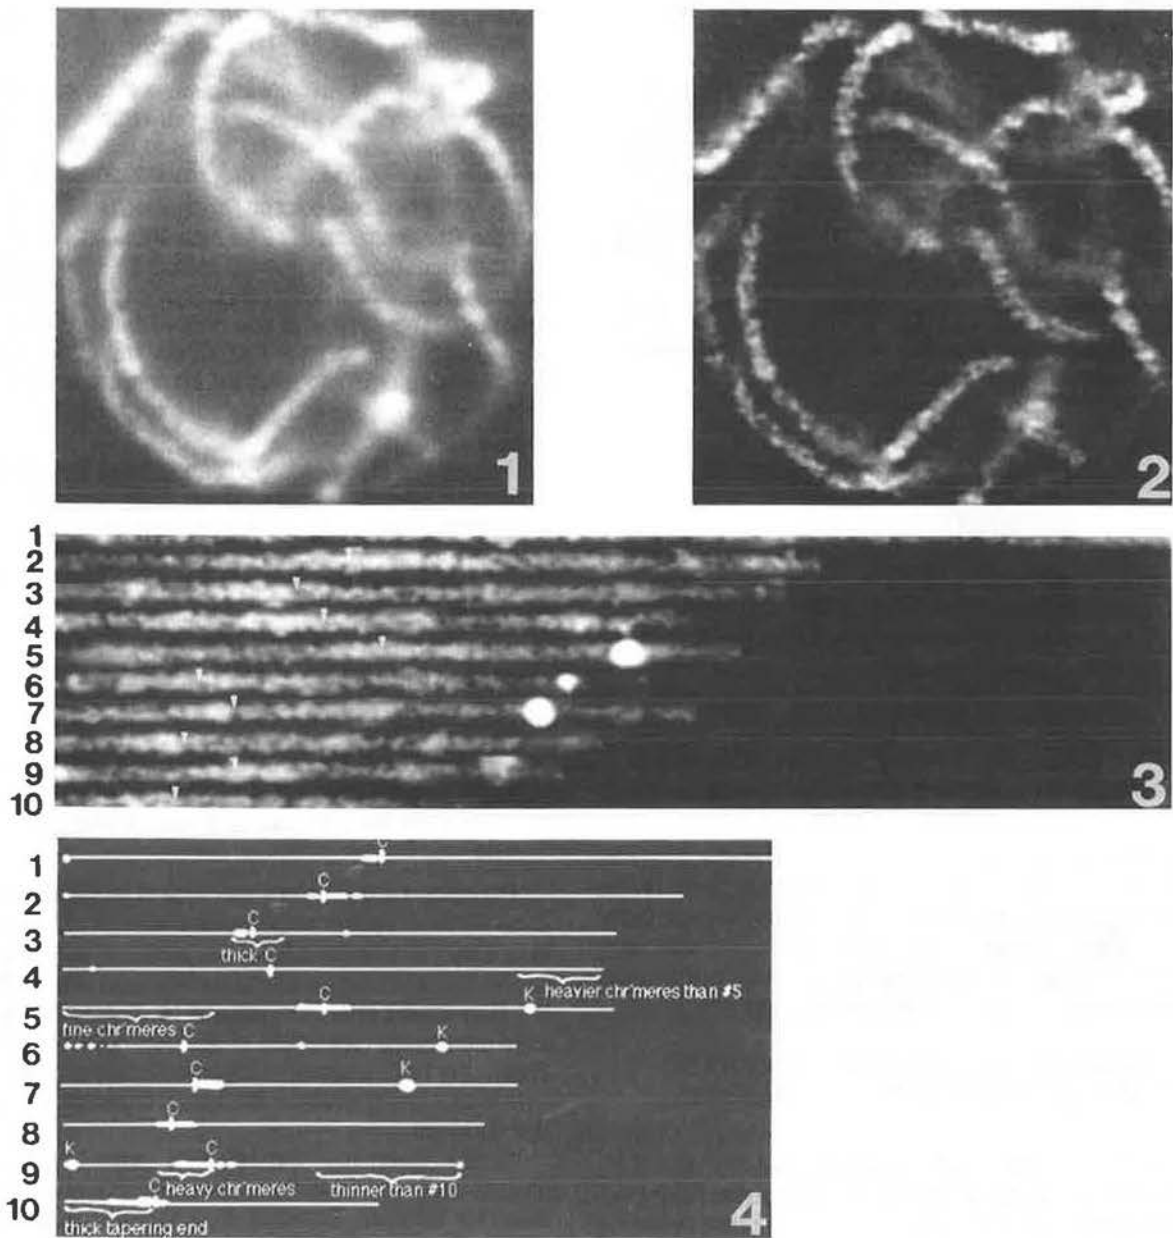 1
2
1
2
3
4
5
6
7
8
9
10
3
C
1
C
2
C
3
thick C
4
heavier chr'meres than #5
C
K
5
fine chr'meres
C
K
6
C
K
7
C
8
K
C
9
C heavy chr'meres
thinner than #10
10
thick tapering end
4